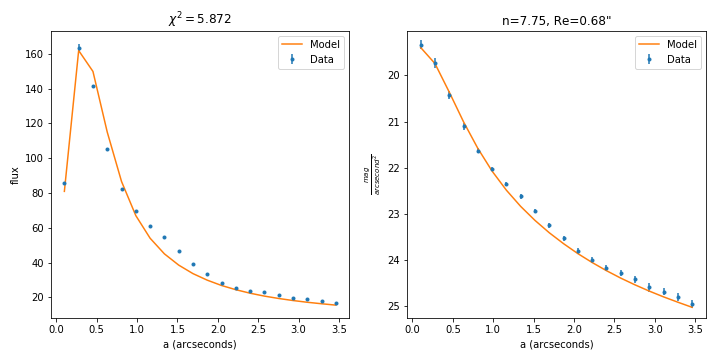 χ² = 5.872
160
140
120
100
80
60
40
20
flux
0.0 0.5 1.0 1.5 2.0 2.5 3.0 3.5
a (arcseconds)
Model
Data
n=7.75, Re=0.68"
20
21
22
23
24
25
mag
arcsecond²
0.0 0.5 1.0 1.5 2.0 2.5 3.0 3.5
a (arcseconds)
Model
Data